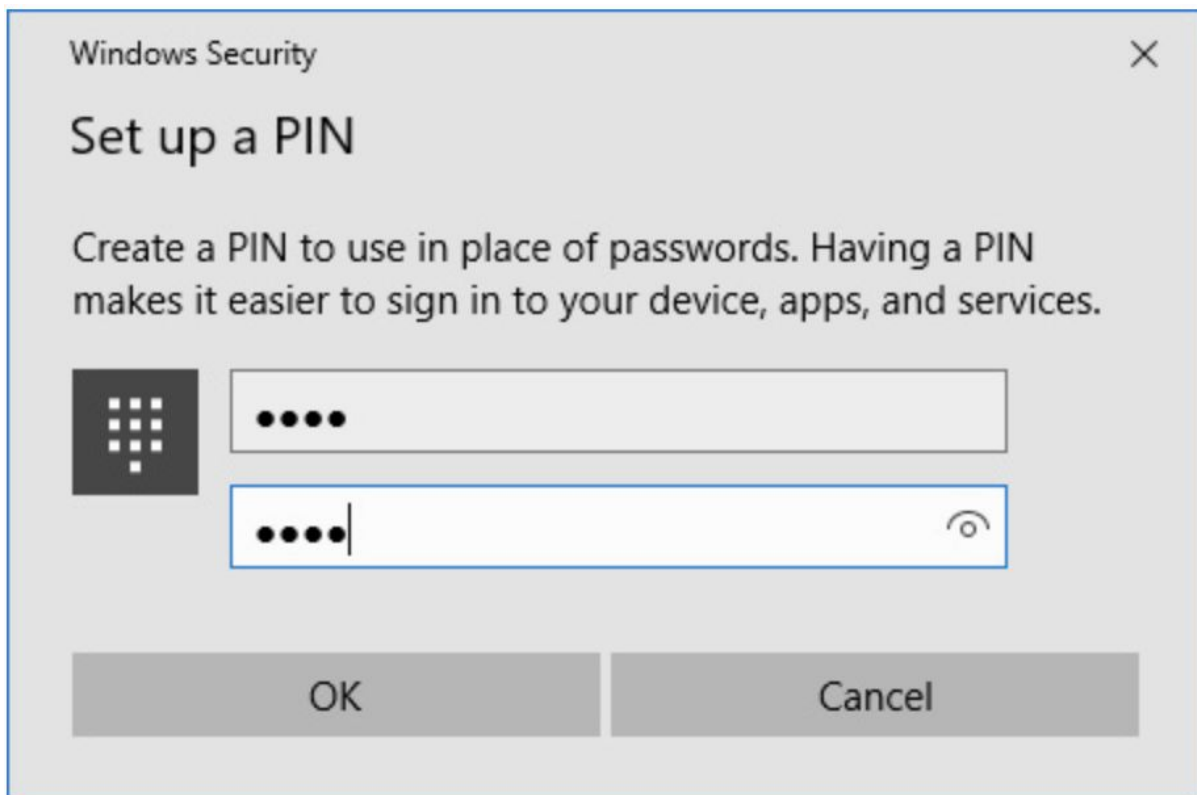 Windows Security
Set up a PIN
Create a PIN to use in place of passwords. Having a PIN
makes it easier to sign in to your device, apps, and services.
●●●●
●●●●
OK
Cancel